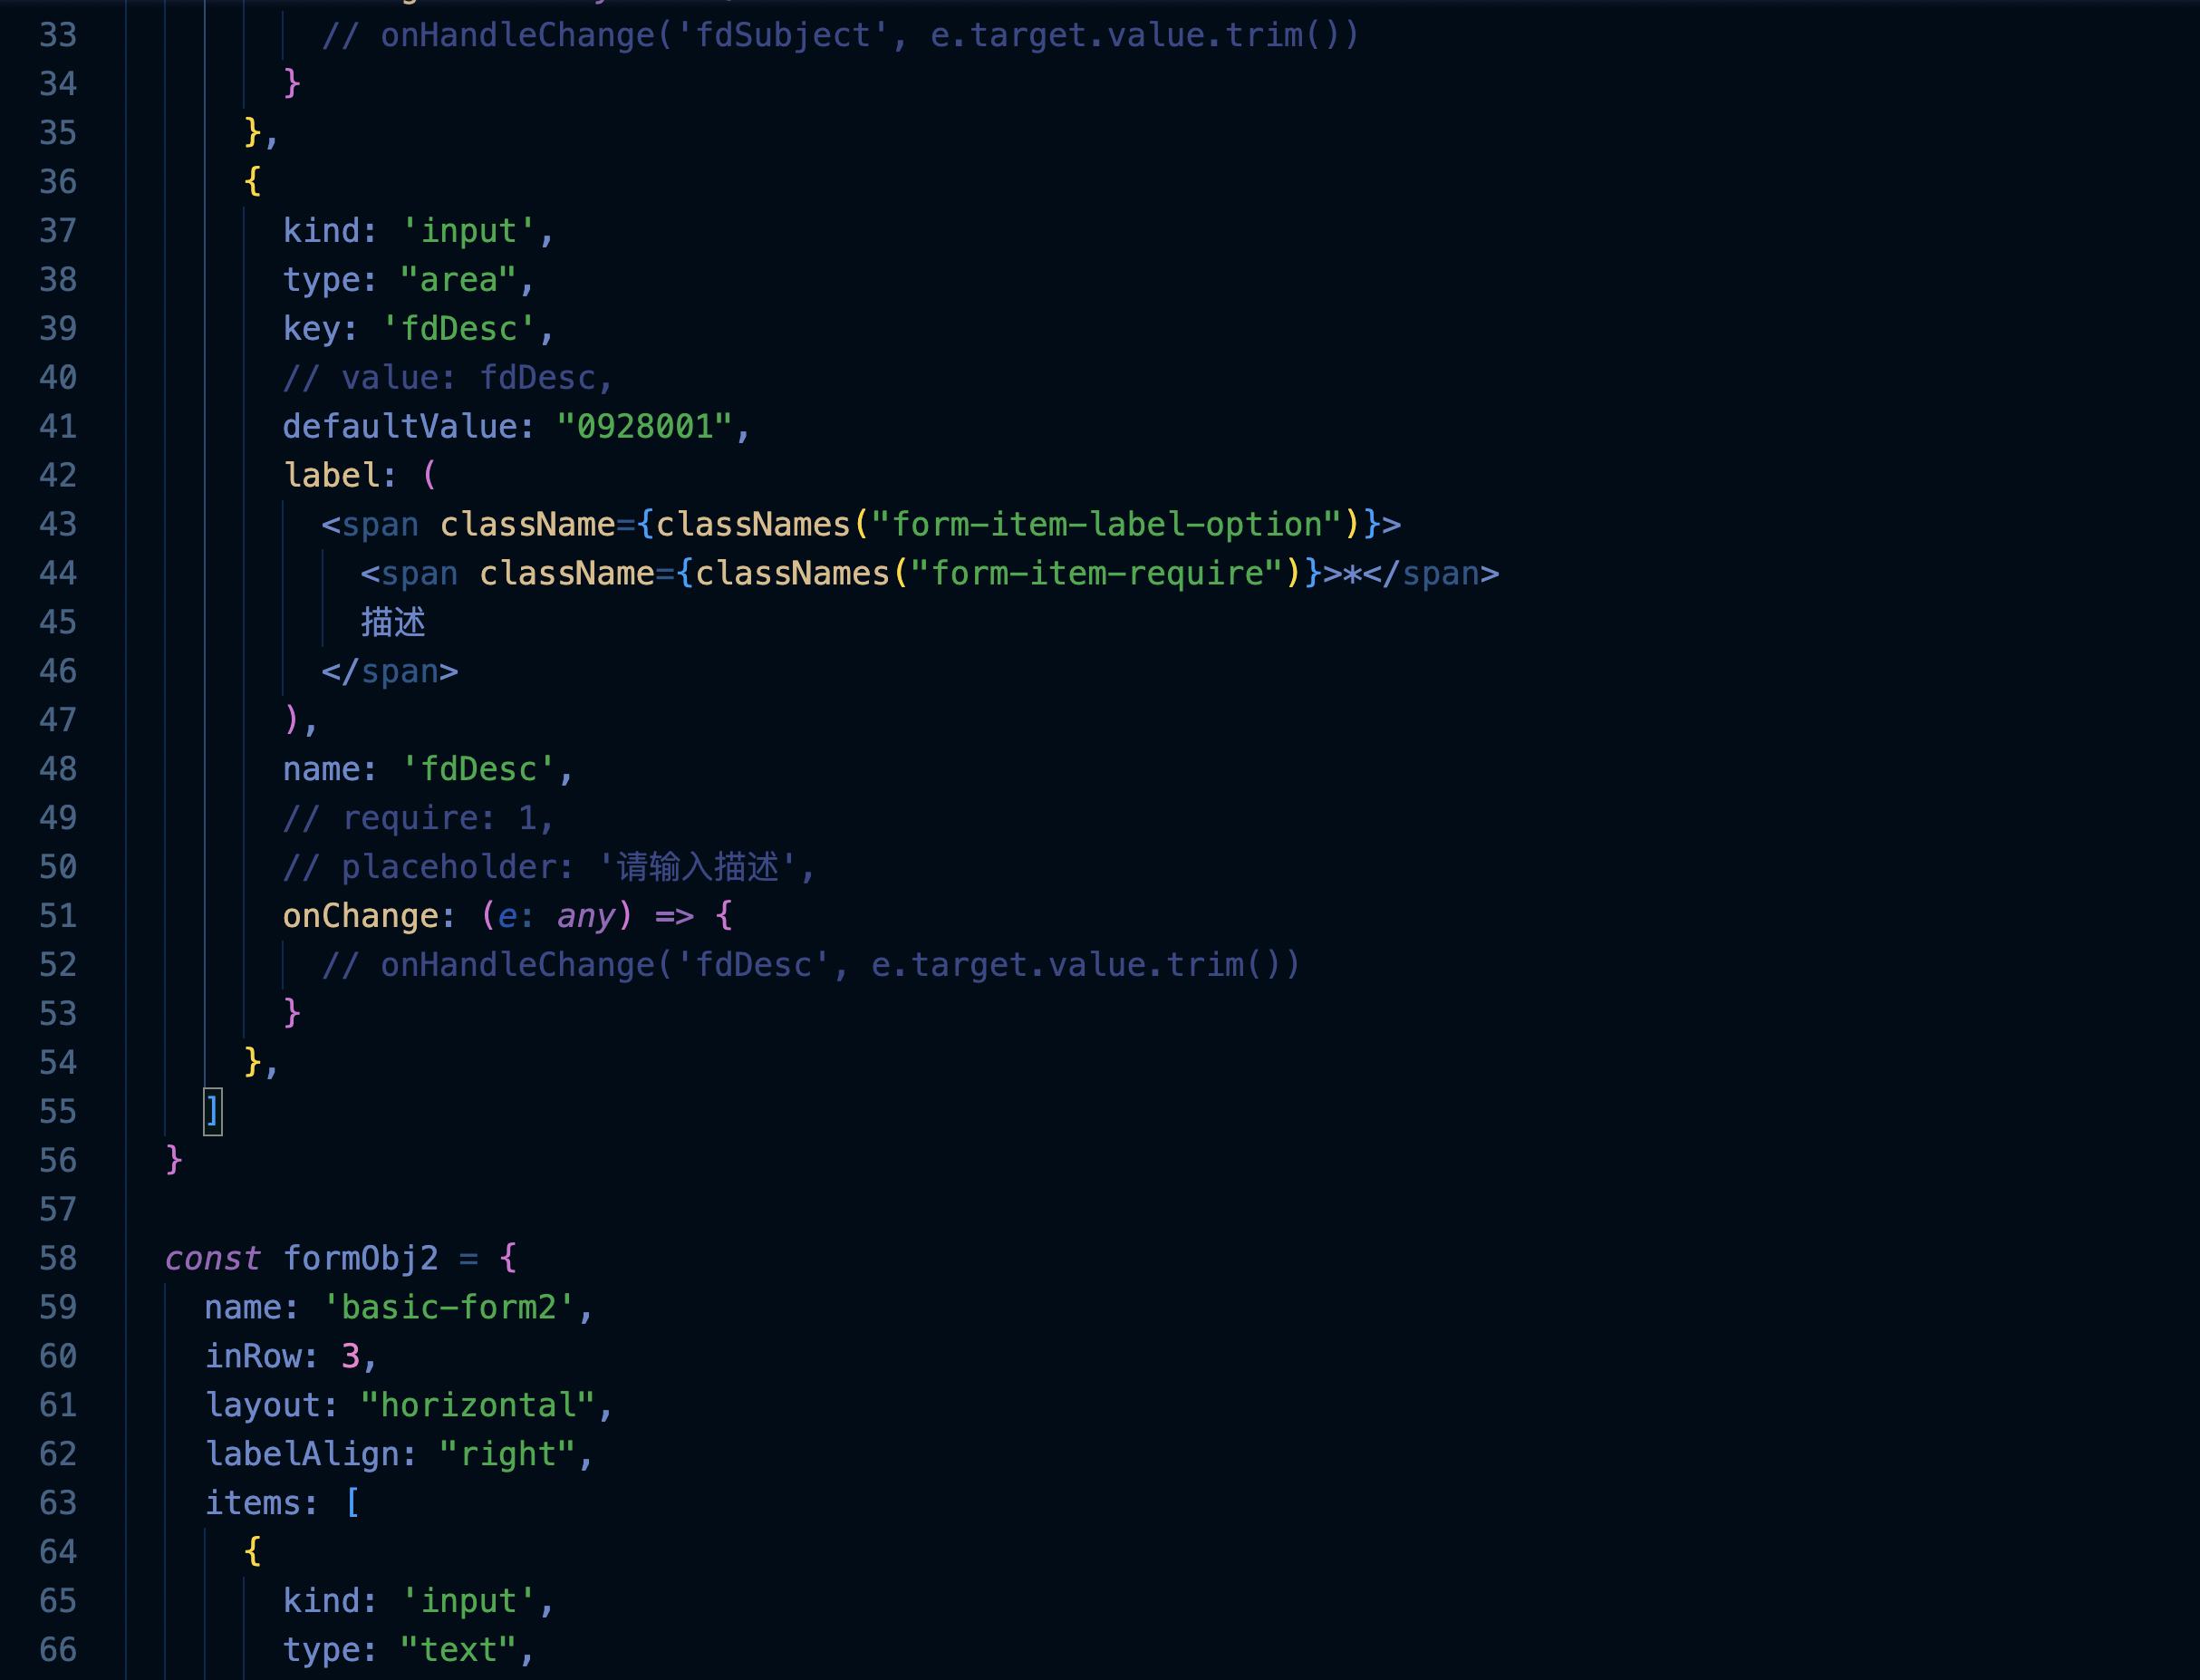 33 // onHandleChange('fdSubject', e.target.value.trim())
34 }
35 },
36 {
37 kind: 'input',
38 type: "area",
39 key: 'fdDesc',
40 // value: fdDesc,
41 defaultValue: "0928001",
42 label: (
43 <span className={classNames("form-item-label-option")}>
44 <span className={classNames("form-item-require")}>*</span>
45 描述
46 </span>
47 ),
48 name: 'fdDesc',
49 // require: 1,
50 // placeholder: '请输入描述',
51 onChange: (e: any) => {
52 // onHandleChange('fdDesc', e.target.value.trim())
53 }
54 },
55 ]
56 }
57
58 const formObj2 = {
59 name: 'basic-form2',
60 inRow: 3,
61 layout: "horizontal",
62 labelAlign: "right",
63 items: [
64 {
65 kind: 'input',
66 type: "text",